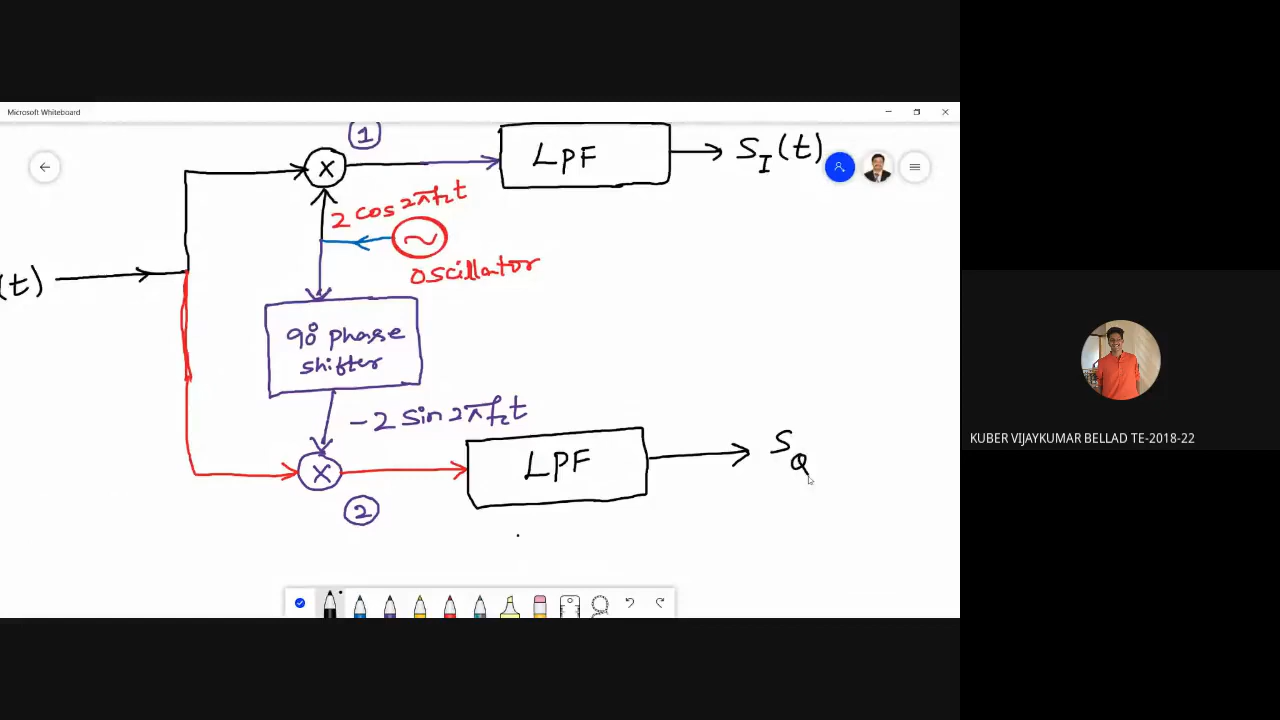 Microsoft Whiteboard
1
X
LPF
S_I(t)
2 cos 2πf_c t
oscillator
(t)
90° phase
shifter
-2 sin 2πf_c t
X
LPF
S_Q
2
KUBER VIJAYKUMAR BELLAD TE-2018-22